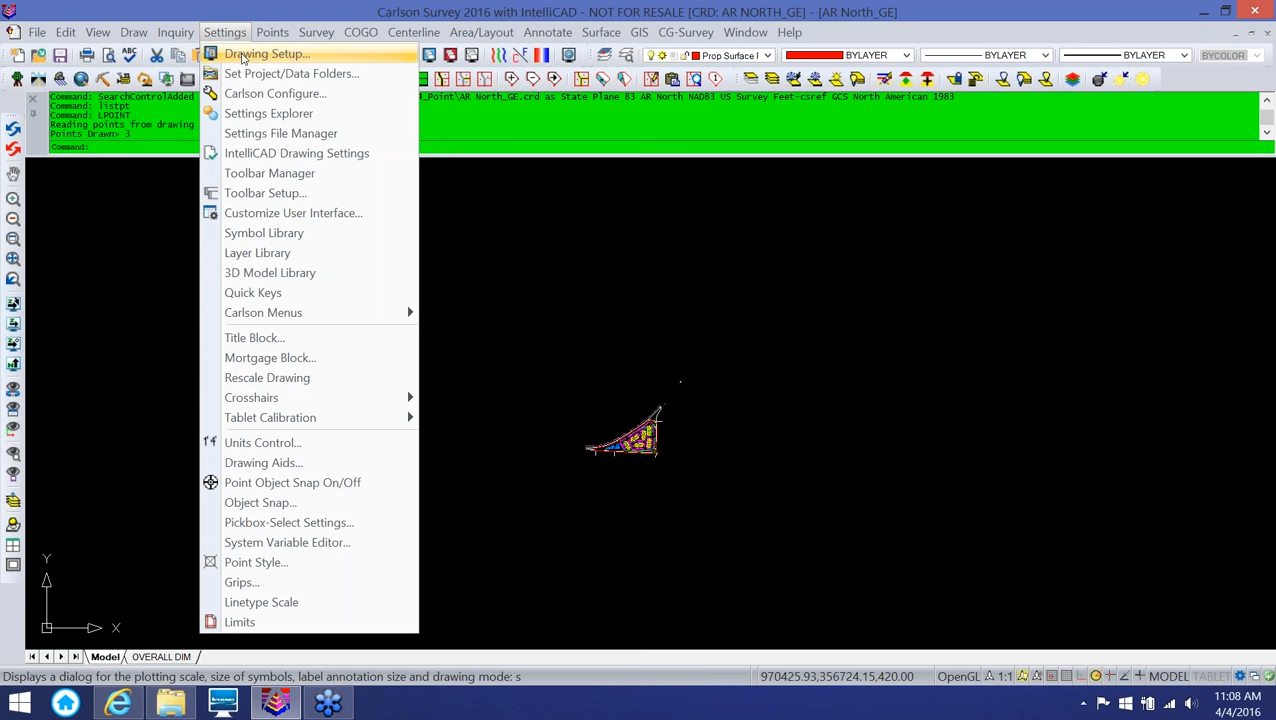 Carlson Survey 2016 with IntelliCAD - NOT FOR RESALE [CRD: AR NORTH_GE] - [AR North_GE]
File Edit View Draw Inquiry Settings Points Survey COGO Centerline Area/Layout Annotate Surface GIS CG-Survey Window Help
Prop Surface BYLAYER BYLAYER BYLAYER BYCOLOR
Command: SearchControlAdded 4_Point\AR North_GE.crd as State Plane 83 AR North NAD83 US Survey Feet-csref GCS North American 1983
Command: listpt
Command: LPOINT
Reading points from drawing
Points Drawn> 3
Command:
Drawing Setup...
Set Project/Data Folders...
Carlson Configure...
Settings Explorer
Settings File Manager
IntelliCAD Drawing Settings
Toolbar Manager
Toolbar Setup...
Customize User Interface...
Symbol Library
Layer Library
3D Model Library
Quick Keys
Carlson Menus
Title Block...
Mortgage Block...
Rescale Drawing
Crosshairs
Tablet Calibration
Units Control...
Drawing Aids...
Point Object Snap On/Off
Object Snap...
Pickbox-Select Settings...
System Variable Editor...
Point Style...
Grips...
Linetype Scale
Limits
Y
X
Model OVERALL DIM
Displays a dialog for the plotting scale, size of symbols, label annotation size and drawing mode: s 970425.93,356724.15,420.00 OpenGL 1:1 MODEL TABLET
11:08 AM
4/4/2016